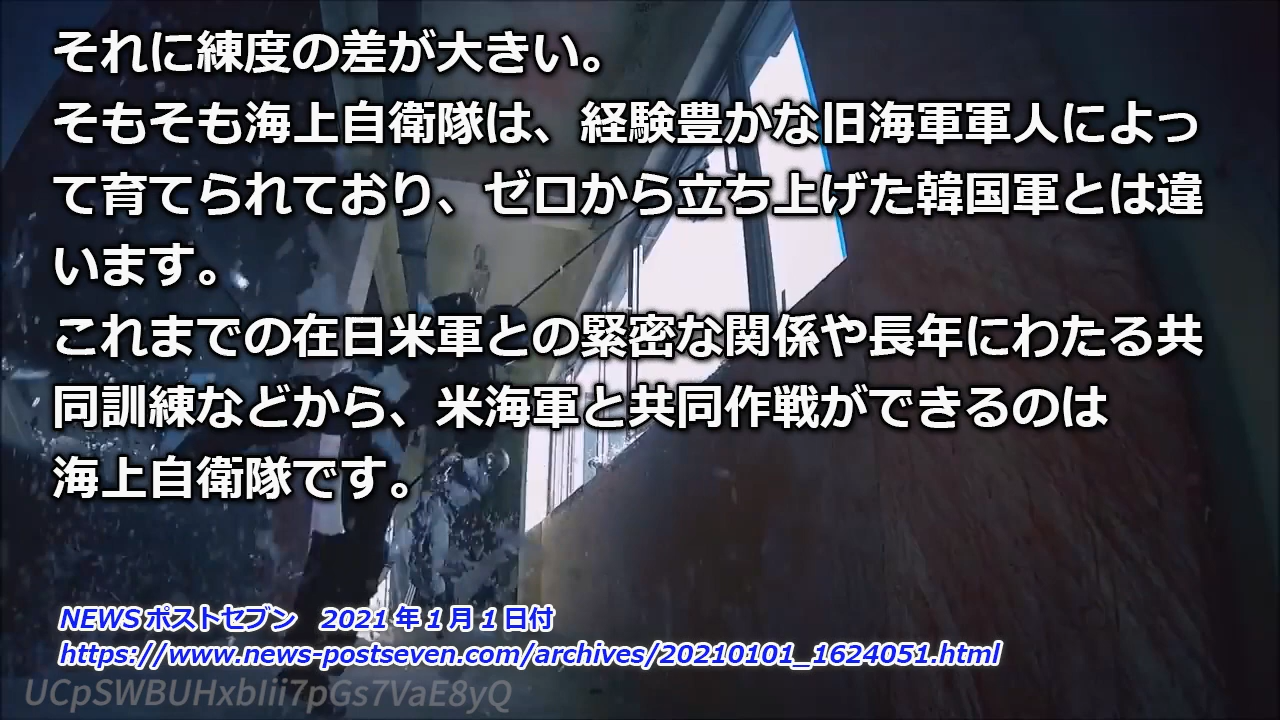 それに練度の差が大きい。
そもそも海上自衛隊は、経験豊かな旧海軍軍人によっ
て育てられており、ゼロから立ち上げた韓国軍とは違
います。
これまでの在日米軍との緊密な関係や長年にわたる共
同訓練などから、米海軍と共同作戦ができるのは
海上自衛隊です。
NEWSポストセブン　2021年1月1日付
https://www.news-postseven.com/archives/20210101_1624051.html
UCpSWBUHxbIii7pGs7VaE8yQ